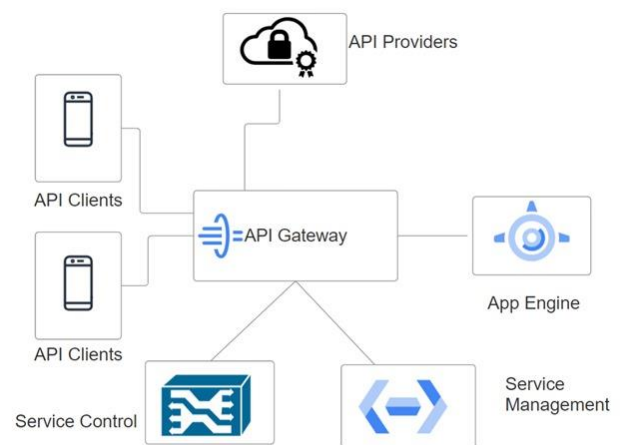 API Providers
API Clients
API Gateway
App Engine
API Clients
Service
Management
Service Control